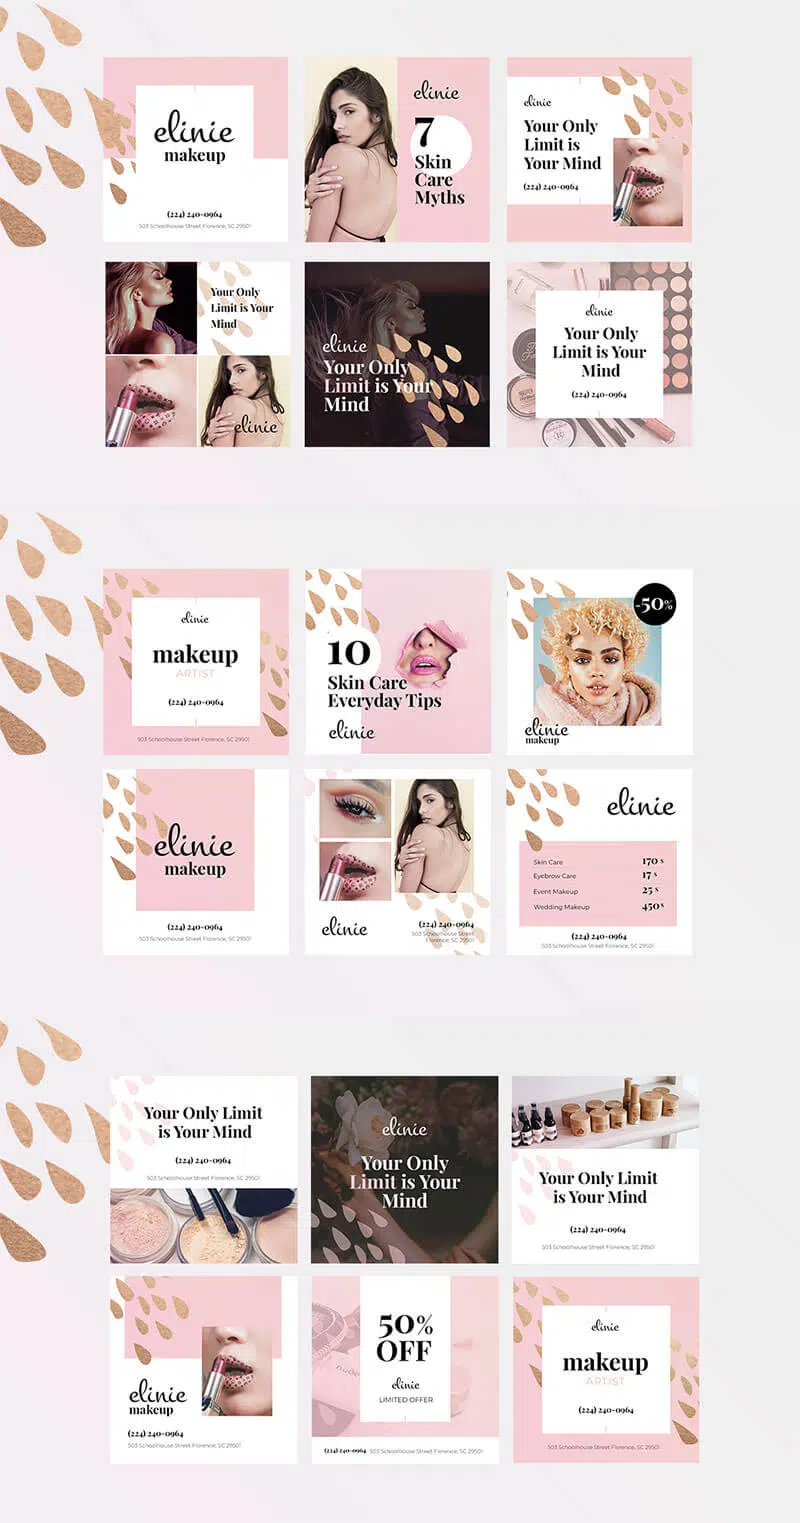 elinie
makeup
(224) 240-0964
503 Schoolhouse Street Florence, SC 29501
elinie
7
Skin
Care
Myths
elinie
Your Only
Limit is
Your Mind
(224) 240-0964
Your Only
Limit is Your
Mind
elinie
elinie
Your Only
Limit is Your
Mind
elinie
Your Only
Limit is Your
Mind
(224) 240-0964
elinie
makeup
ARTIST
(224) 240-0964
503 Schoolhouse Street Florence, SC 29501
10
Skin Care
Everyday Tips
elinie
-50%
elinie
makeup
elinie
makeup
(224) 240-0964
503 Schoolhouse Street Florence, SC 29501
elinie
(224) 240-0964
503 Schoolhouse Street
Florence, SC 29501
elinie
Skin Care 170 $
Eyebrow Care 17 $
Event Makeup 25 $
Wedding Makeup 450 $
(224) 240-0964
503 Schoolhouse Street Florence, SC 29501
Your Only Limit
is Your Mind
(224) 240-0964
503 Schoolhouse Street Florence, SC 29501
elinie
Your Only
Limit is Your
Mind
Your Only Limit
is Your Mind
(224) 240-0964
503 Schoolhouse Street Florence, SC 29501
elinie
makeup
(224) 240-0964
503 Schoolhouse Street Florence, SC 29501
50%
OFF
elinie
LIMITED OFFER
nude
(224) 240-0964 503 Schoolhouse Street Florence, SC 29501
elinie
makeup
ARTIST
(224) 240-0964
503 Schoolhouse Street Florence, SC 29501